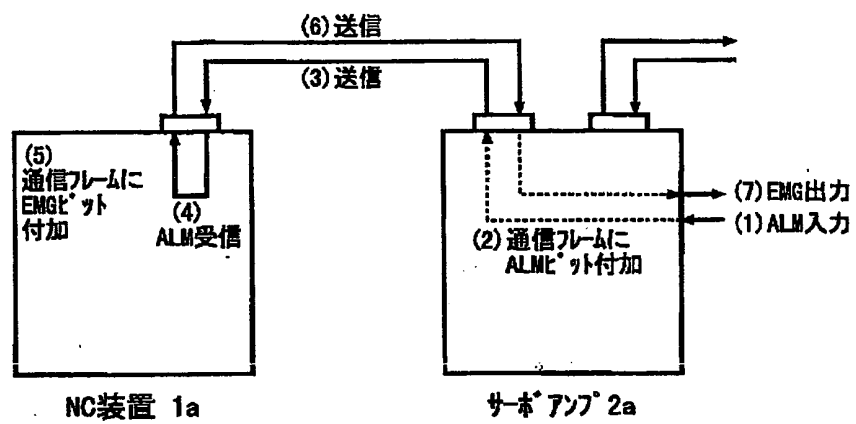 (6)送信
(3)送信
(5)
通信フレームに
EMGビット
付加
(4)
ALM受信
(7)EMG出力
(1)ALM入力
(2)通信フレームに
ALMビット付加
NC装置 1a
サーボアンプ2a